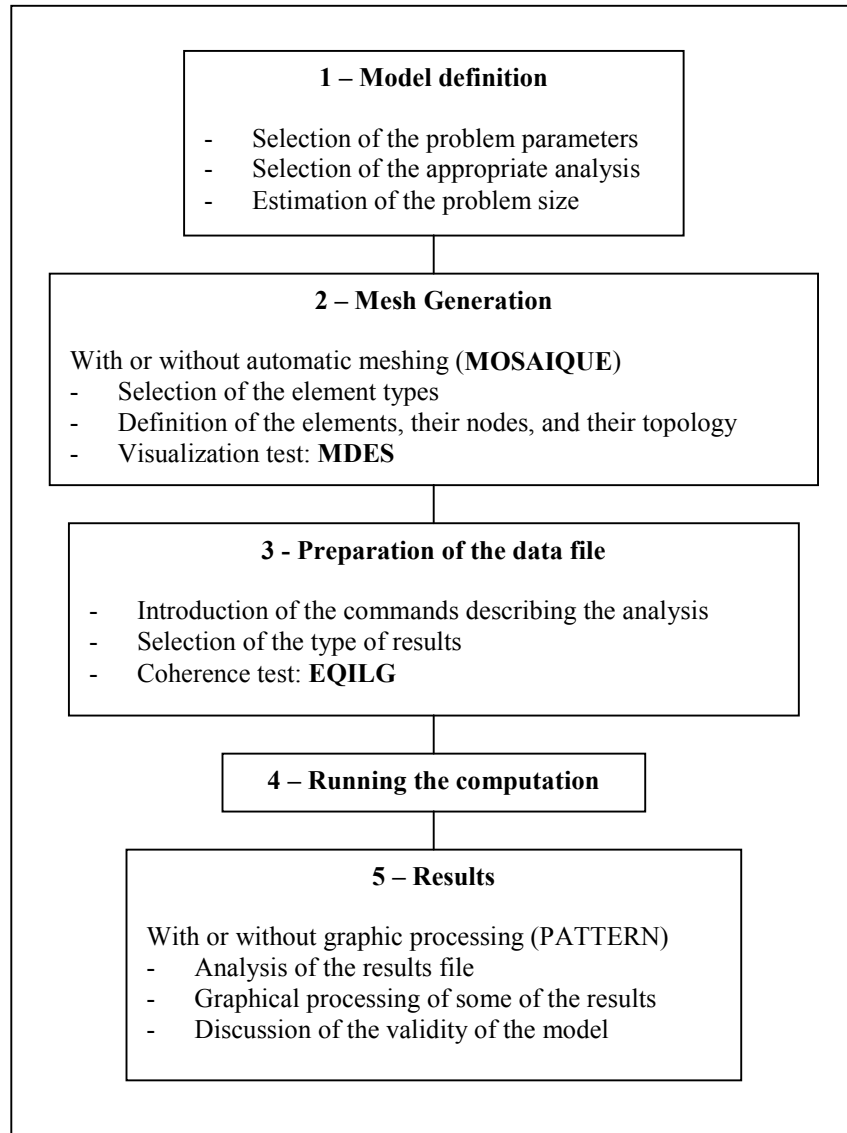 1 – Model definition
- Selection of the problem parameters
- Selection of the appropriate analysis
- Estimation of the problem size
2 – Mesh Generation
With or without automatic meshing (MOSAIQUE)
- Selection of the element types
- Definition of the elements, their nodes, and their topology
- Visualization test: MDES
3 - Preparation of the data file
- Introduction of the commands describing the analysis
- Selection of the type of results
- Coherence test: EQILG
4 – Running the computation
5 – Results
With or without graphic processing (PATTERN)
- Analysis of the results file
- Graphical processing of some of the results
- Discussion of the validity of the model